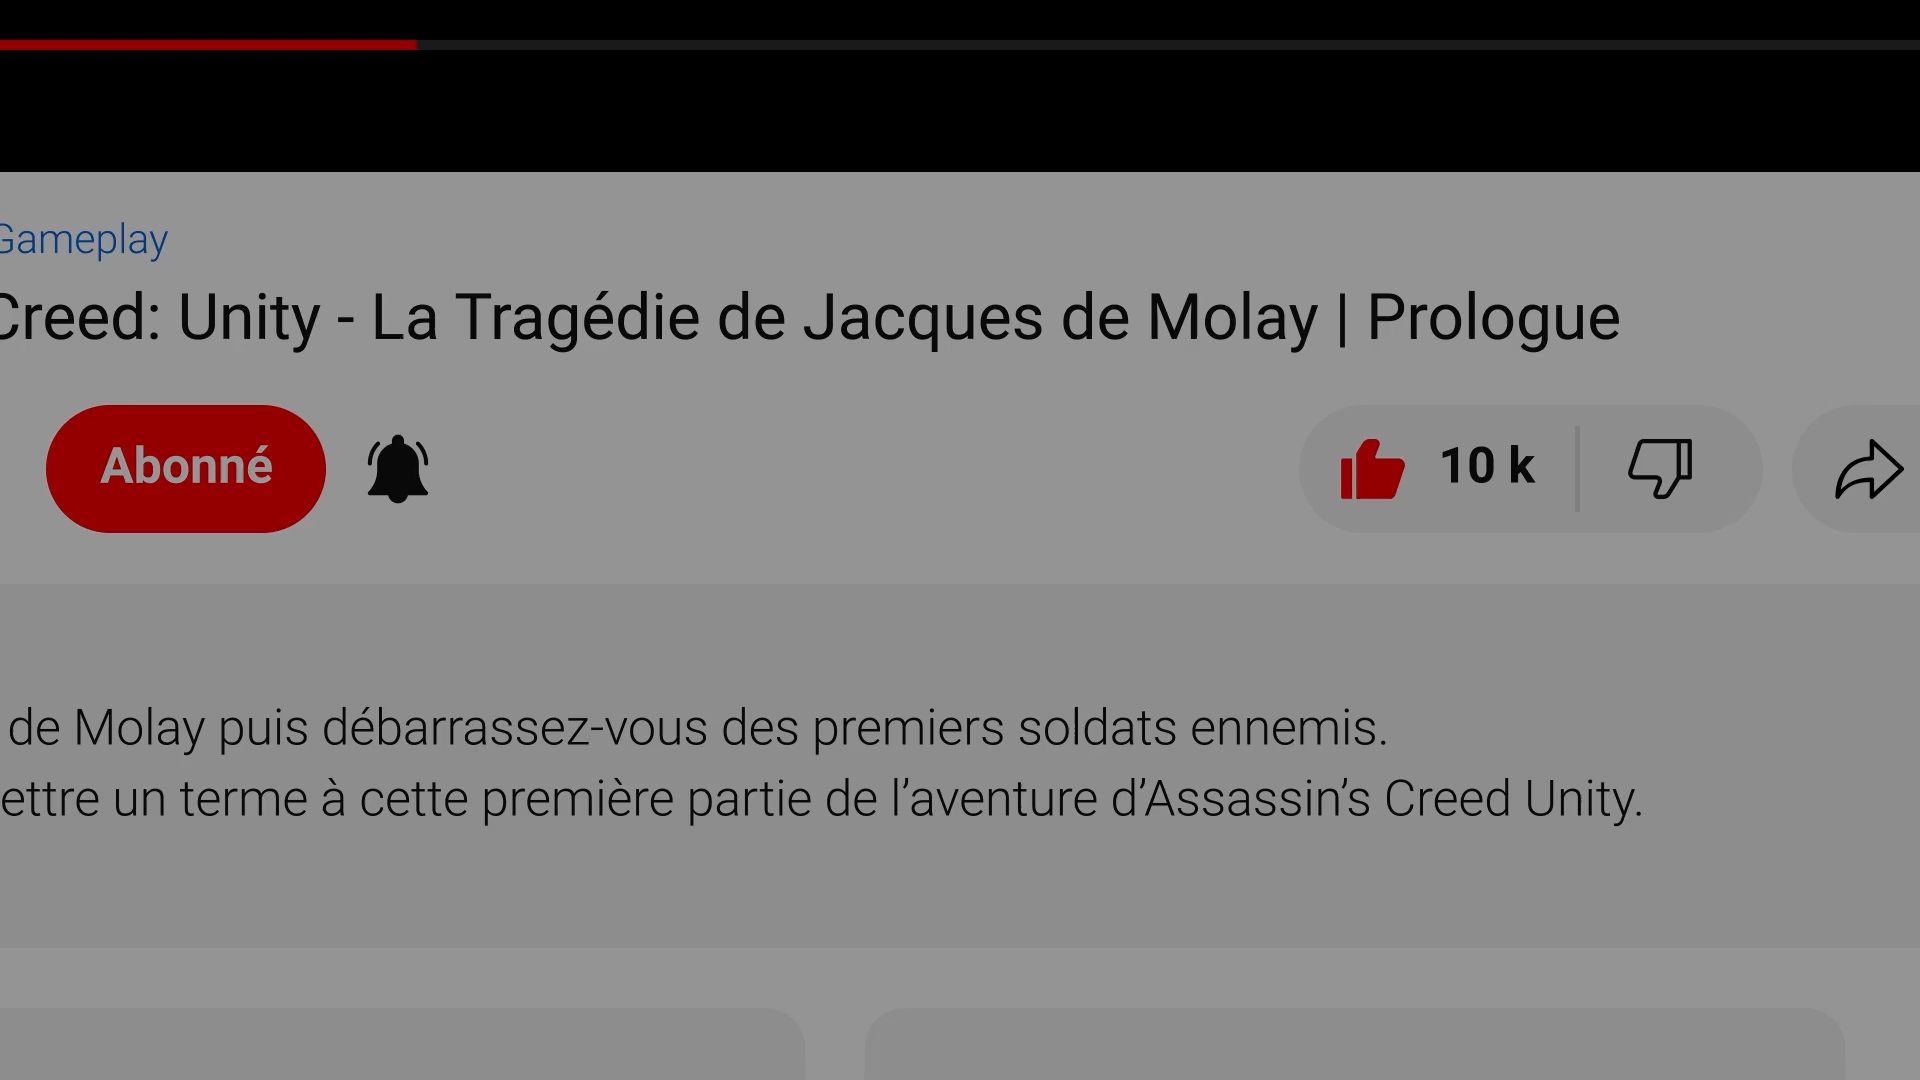 Gameplay
Creed: Unity - La Tragédie de Jacques de Molay | Prologue
Abonné
10 k
de Molay puis débarrassez-vous des premiers soldats ennemis.
ettre un terme à cette première partie de l’aventure d’Assassin’s Creed Unity.